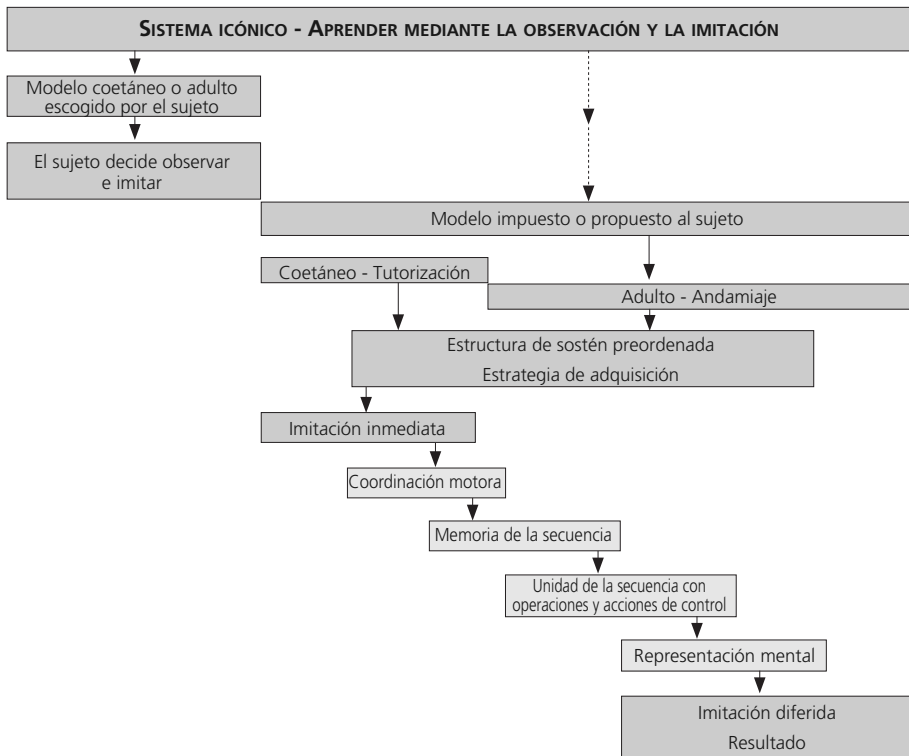 SISTEMA ICÓNICO - APRENDER MEDIANTE LA OBSERVACIÓN Y LA IMITACIÓN
Modelo coetáneo o adulto
escogido por el sujeto
El sujeto decide observar
e imitar
Modelo impuesto o propuesto al sujeto
Coetáneo - Tutorización
Adulto - Andamiaje
Estructura de sostén preordenada
Estrategia de adquisición
Imitación inmediata
Coordinación motora
Memoria de la secuencia
Unidad de la secuencia con
operaciones y acciones de control
Representación mental
Imitación diferida
Resultado